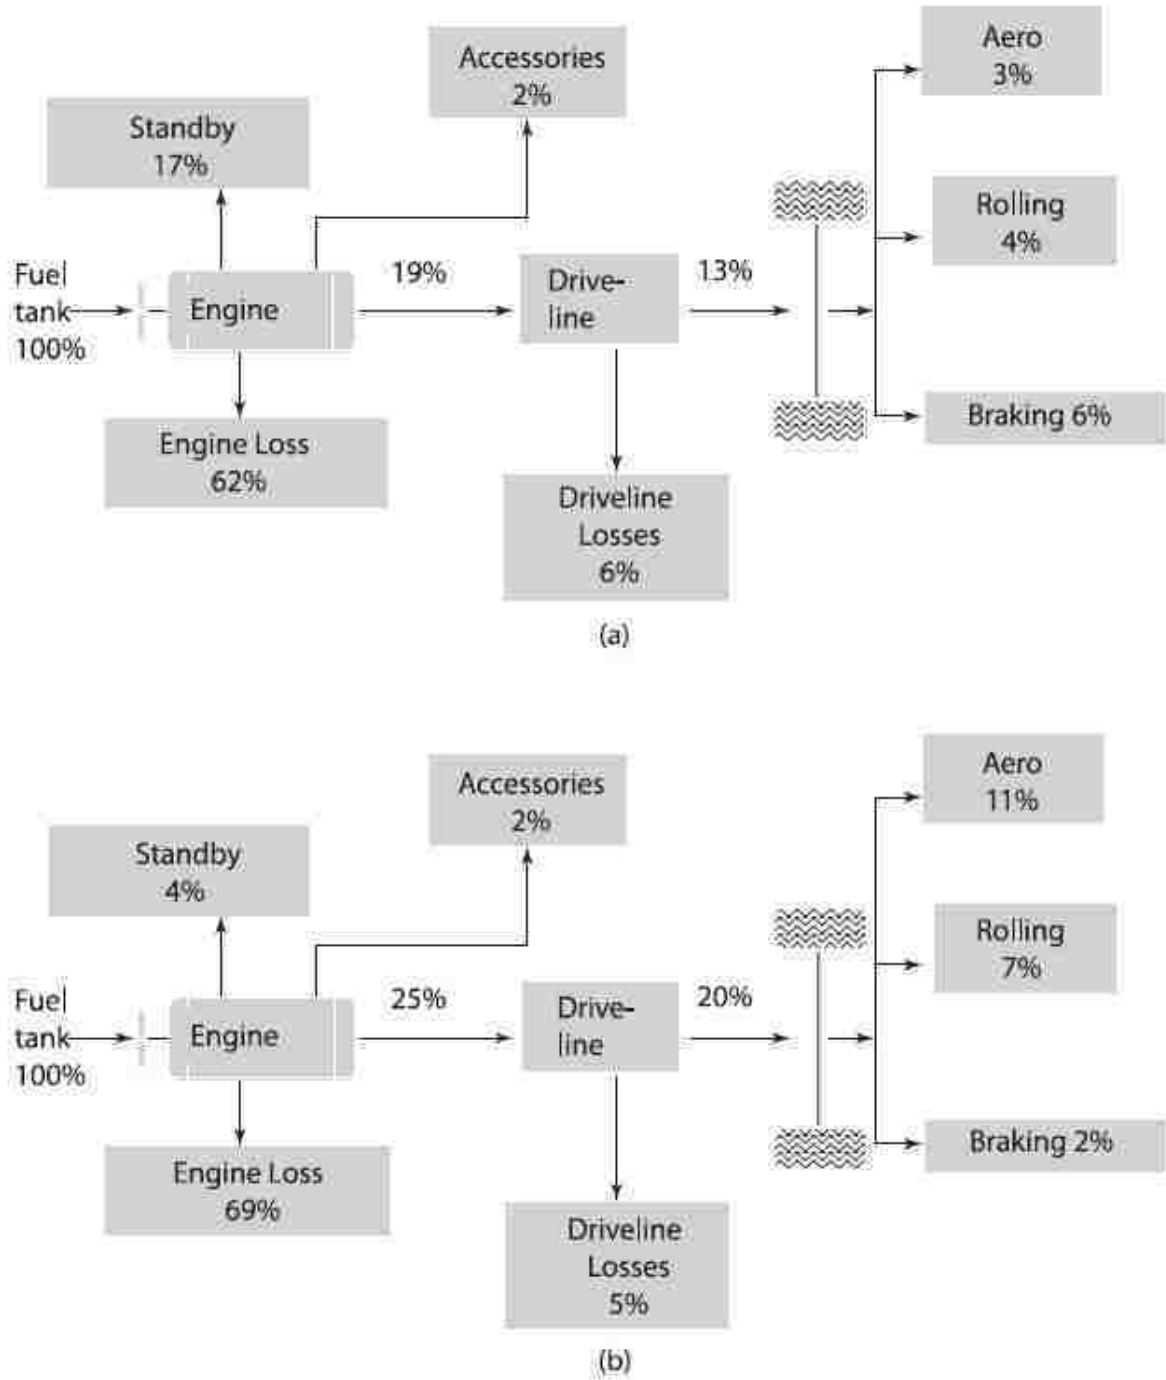 Aero
3%
Accessories
2%
Standby
17%
Rolling
4%
Fuel
tank
100%
Engine
19%
Drive-
line
13%
Braking 6%
Engine Loss
62%
Driveline
Losses
6%
(a)
Aero
11%
Accessories
2%
Standby
4%
Rolling
7%
Fuel
tank
100%
Engine
25%
Drive-
line
20%
Braking 2%
Engine Loss
69%
Driveline
Losses
5%
(b)